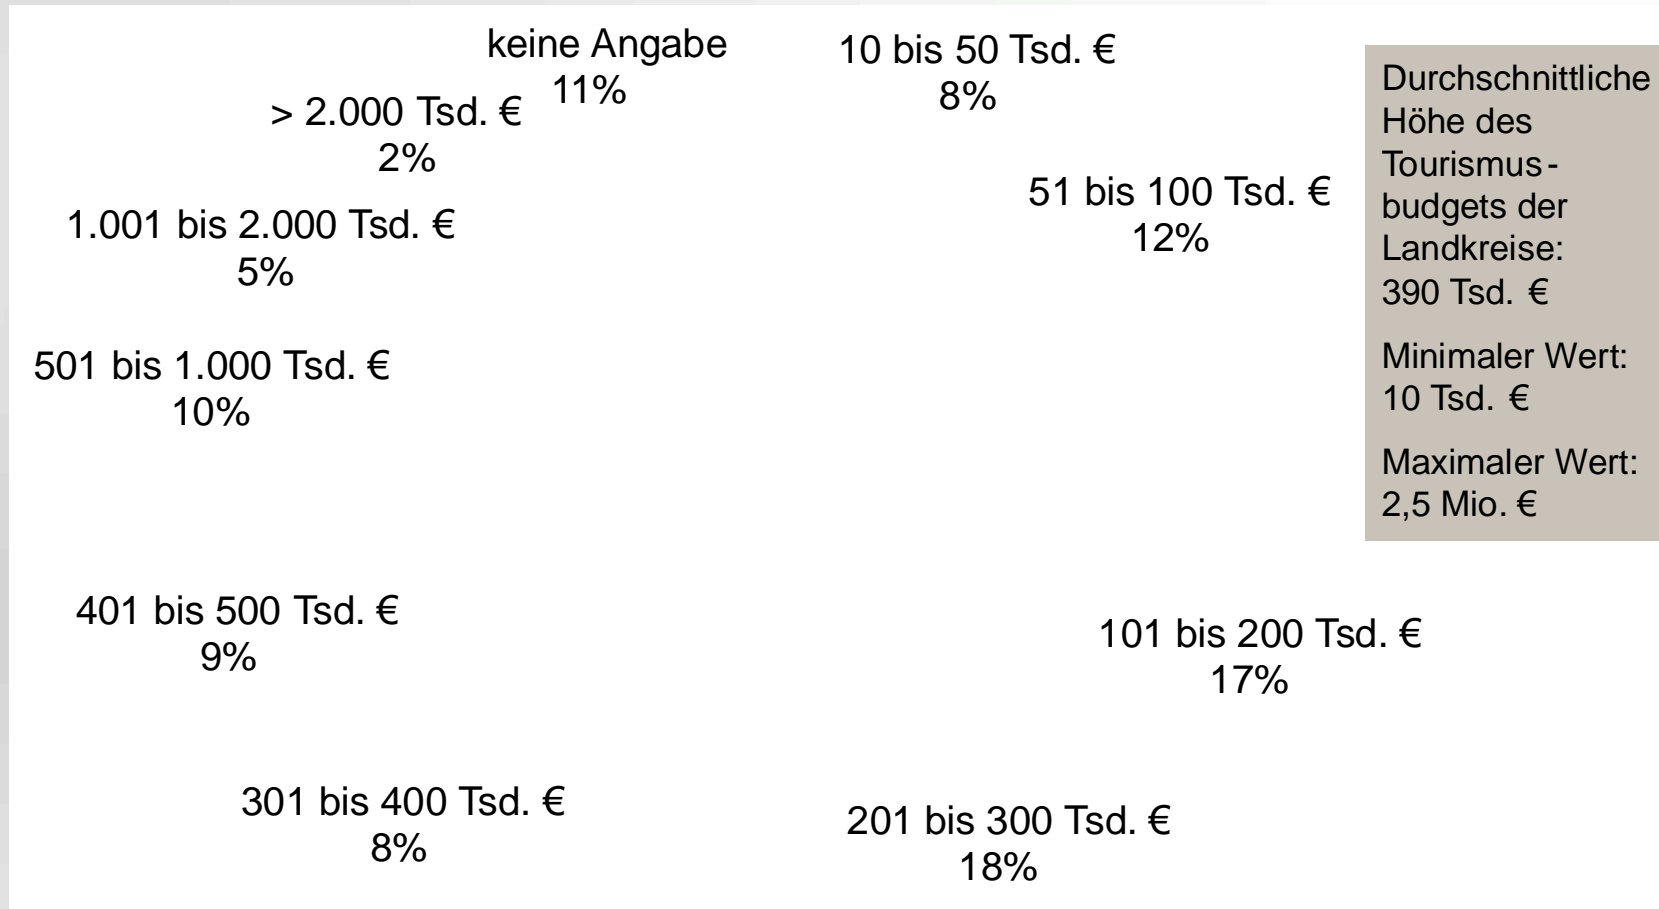 keine Angabe
11%
10 bis 50 Tsd. €
8%
> 2.000 Tsd. €
2%
51 bis 100 Tsd. €
12%
1.001 bis 2.000 Tsd. €
5%
501 bis 1.000 Tsd. €
10%
401 bis 500 Tsd. €
9%
101 bis 200 Tsd. €
17%
301 bis 400 Tsd. €
8%
201 bis 300 Tsd. €
18%
Durchschnittliche
Höhe des
Tourismus-
budgets der
Landkreise:
390 Tsd. €
Minimaler Wert:
10 Tsd. €
Maximaler Wert:
2,5 Mio. €